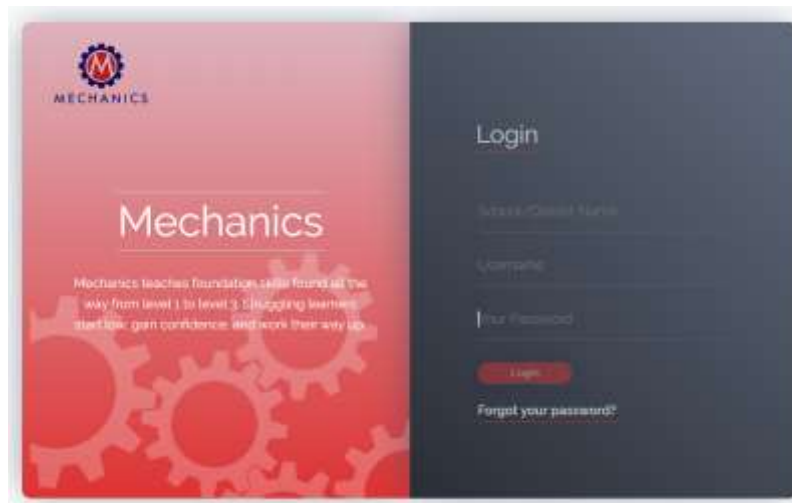 M
MECHANICS
Mechanics
Mechanics teaches foundation skills found all the
way from level 1 to level 3. Struggling learners
start low, gain confidence, and work their way up.
Login
School/District Name
Username
Your Password
Login
Forgot your password?